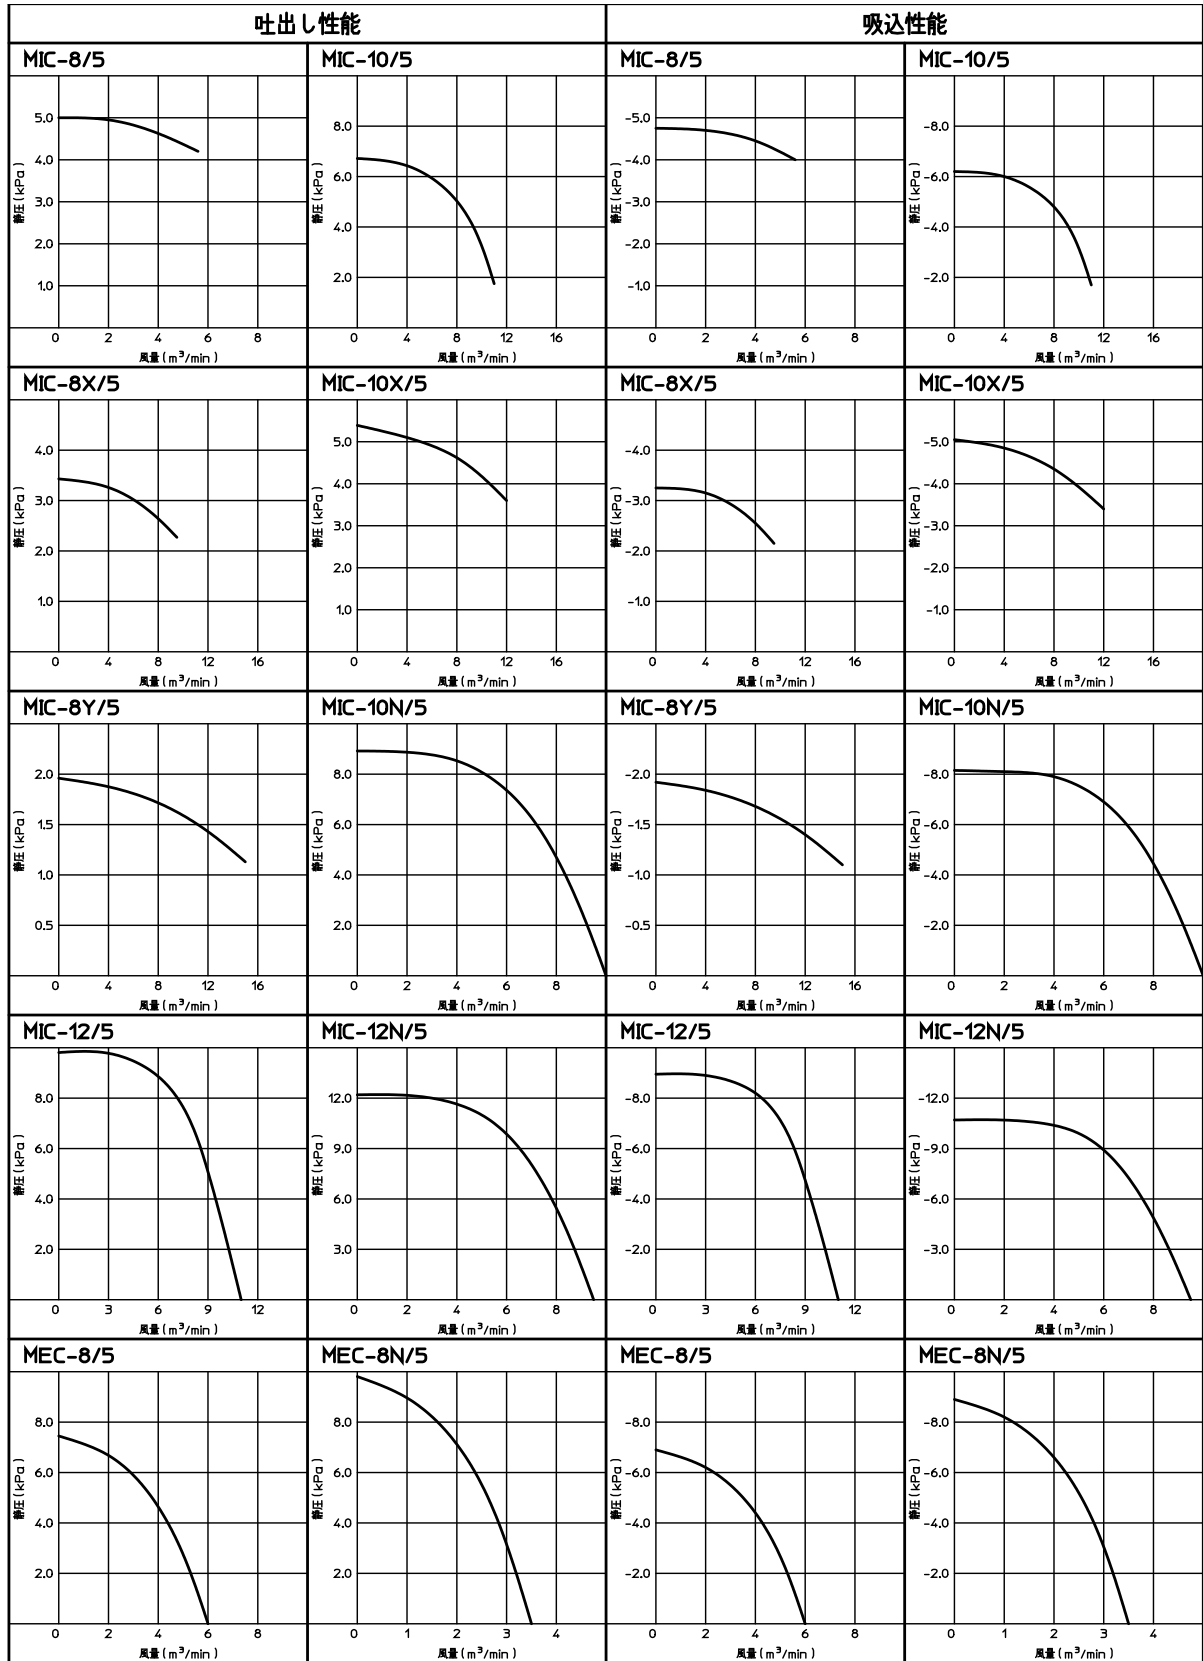 吐出し性能 吸込性能
MIC-8/5 MIC-10/5 MIC-8/5 MIC-10/5
5.0 8.0 -5.0 -8.0
4.0 6.0 -4.0 -6.0
3.0 4.0 -3.0 -4.0
2.0 2.0 -2.0 -2.0
1.0 -1.0
静圧(kPa) 静圧(kPa) 静圧(kPa) 静圧(kPa)
0 2 4 6 8 0 4 8 12 16 0 2 4 6 8 0 4 8 12 16
風量(m³/min) 風量(m³/min) 風量(m³/min) 風量(m³/min)
MIC-8X/5 MIC-10X/5 MIC-8X/5 MIC-10X/5
4.0 5.0 -4.0 -5.0
3.0 4.0 -3.0 -4.0
2.0 3.0 -2.0 -3.0
1.0 2.0 -1.0 -2.0
1.0 -1.0
静圧(kPa) 静圧(kPa) 静圧(kPa) 静圧(kPa)
0 4 8 12 16 0 4 8 12 16 0 4 8 12 16 0 4 8 12 16
風量(m³/min) 風量(m³/min) 風量(m³/min) 風量(m³/min)
MIC-8Y/5 MIC-10N/5 MIC-8Y/5 MIC-10N/5
2.0 8.0 -2.0 -8.0
1.5 6.0 -1.5 -6.0
1.0 4.0 -1.0 -4.0
0.5 2.0 -0.5 -2.0
静圧(kPa) 静圧(kPa) 静圧(kPa) 静圧(kPa)
0 4 8 12 16 0 2 4 6 8 0 4 8 12 16 0 2 4 6 8
風量(m³/min) 風量(m³/min) 風量(m³/min) 風量(m³/min)
MIC-12/5 MIC-12N/5 MIC-12/5 MIC-12N/5
8.0 12.0 -8.0 -12.0
6.0 9.0 -6.0 -9.0
4.0 6.0 -4.0 -6.0
2.0 3.0 -2.0 -3.0
静圧(kPa) 静圧(kPa) 静圧(kPa) 静圧(kPa)
0 3 6 9 12 0 2 4 6 8 0 3 6 9 12 0 2 4 6 8
風量(m³/min) 風量(m³/min) 風量(m³/min) 風量(m³/min)
MEC-8/5 MEC-8N/5 MEC-8/5 MEC-8N/5
8.0 8.0 -8.0 -8.0
6.0 6.0 -6.0 -6.0
4.0 4.0 -4.0 -4.0
2.0 2.0 -2.0 -2.0
静圧(kPa) 静圧(kPa) 静圧(kPa) 静圧(kPa)
0 2 4 6 8 0 1 2 3 4 0 2 4 6 8 0 1 2 3 4
風量(m³/min) 風量(m³/min) 風量(m³/min) 風量(m³/min)